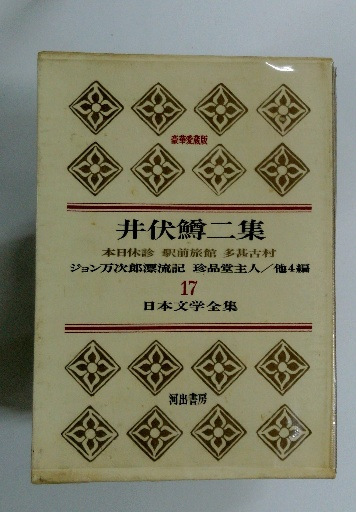 豪華愛蔵版
井伏鱒二集
本日休診 駅前旅館 多甚古村
ジョン万次郎漂流記 珍品堂主人/他4編
17
日本文学全集
河出書房